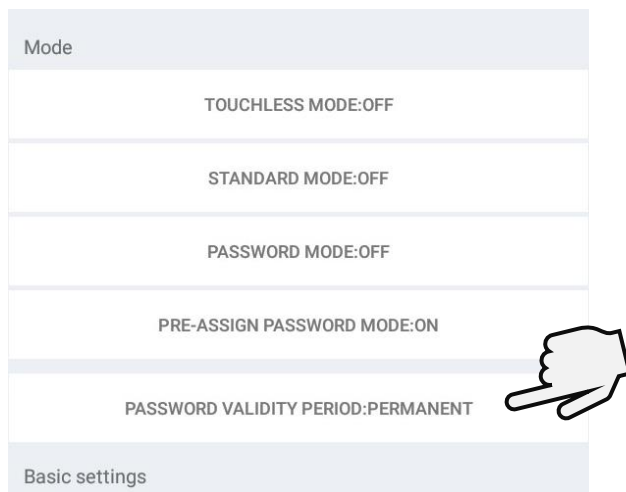 Mode
TOUCHLESS MODE:OFF
STANDARD MODE:OFF
PASSWORD MODE:OFF
PRE-ASSIGN PASSWORD MODE:ON
PASSWORD VALIDITY PERIOD:PERMANENT
Basic settings